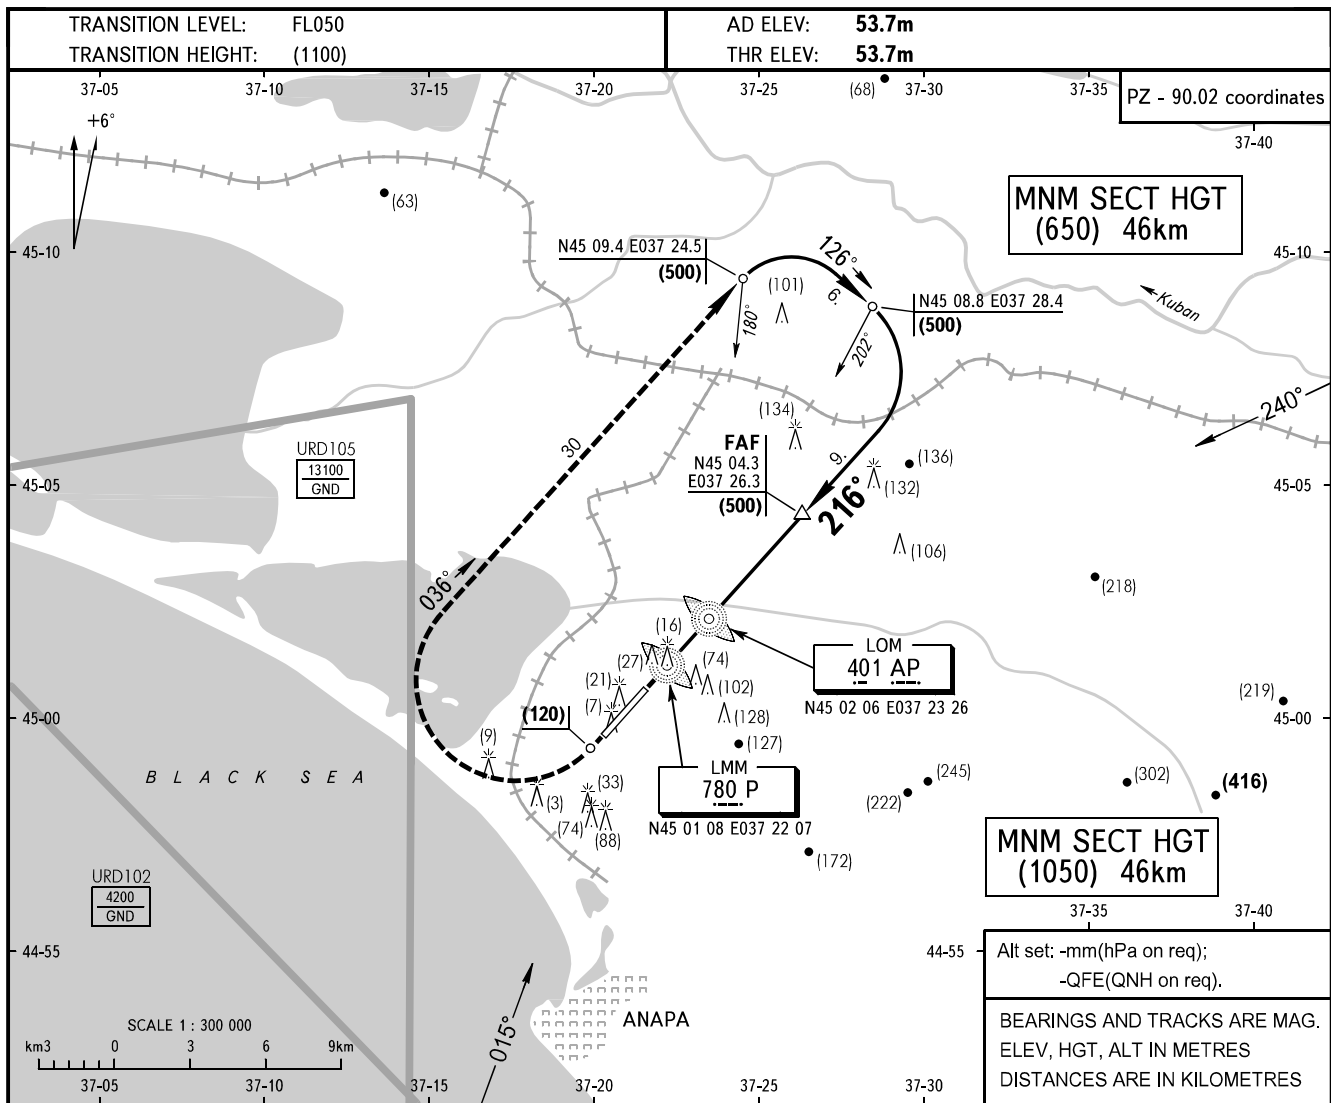 TRANSITION LEVEL: FL050
TRANSITION HEIGHT: (1100)
AD ELEV: 53.7m
THR ELEV: 53.7m
37-05 37-10 37-15 37-20 37-25 37-30 37-35
(68)
PZ - 90.02 coordinates
37-40
+6°
(63)
MNM SECT HGT
(650) 46km
45-10
N45 09.4 E037 24.5
(500)
126°
6.
(101)
180°
202°
N45 08.8 E037 28.4
(500)
Kuban
45-10
240°
(134)
URD105
13100
GND
30
FAF
N45 04.3
E037 26.3
(500)
9.
216°
(136)
(132)
45-05
45-05
(106)
(218)
036°
(16)
(27)
(74)
(21)
(102)
(7)
(128)
(127)
LOM
401 AP
N45 02 06 E037 23 26
(219)
45-00
45-00
(120)
(9)
BLACK SEA
(3)
(33)
(74)
(88)
LMM
780 P
N45 01 08 E037 22 07
(245)
(222)
(302)
(416)
(172)
MNM SECT HGT
(1050) 46km
URD102
4200
GND
37-35 37-40
44-55
44-55
Alt set: -mm(hPa on req);
-QFE(QNH on req).
015°
ANAPA
SCALE 1 : 300 000
km3 0 3 6 9km
BEARINGS AND TRACKS ARE MAG.
ELEV, HGT, ALT IN METRES
DISTANCES ARE IN KILOMETRES
37-05 37-10 37-15 37-20 37-25 37-30